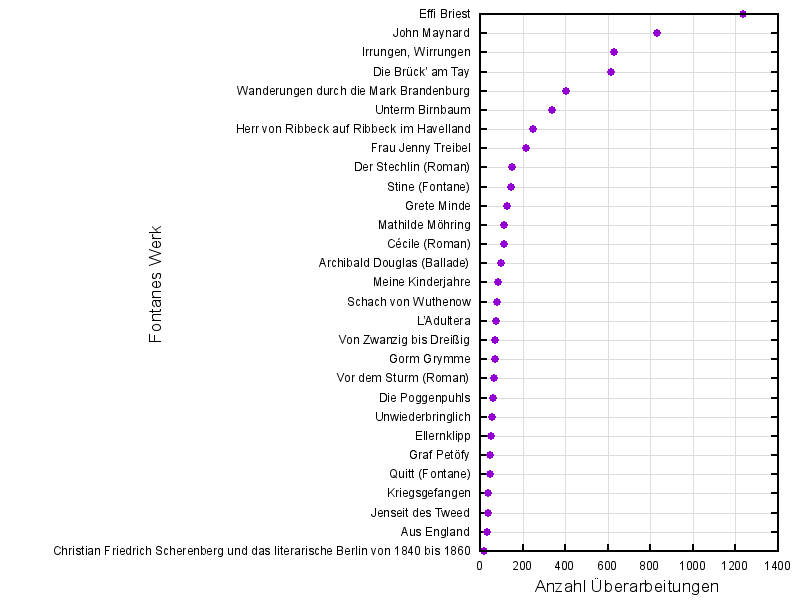 Effi Briest
John Maynard
Irrungen, Wirrungen
Die Brück' am Tay
Wanderungen durch die Mark Brandenburg
Unterm Birnbaum
Herr von Ribbeck auf Ribbeck im Havelland
Frau Jenny Treibel
Der Stechlin (Roman)
Stine (Fontane)
Grete Minde
Mathilde Möhring
Cécile (Roman)
Archibald Douglas (Ballade)
Meine Kinderjahre
Schach von Wuthenow
L'Adultera
Von Zwanzig bis Dreißig
Gorm Grymme
Vor dem Sturm (Roman)
Die Poggenpuhls
Unwiederbringlich
Ellernklipp
Graf Petöfy
Quitt (Fontane)
Kriegsgefangen
Jenseit des Tweed
Aus England
Christian Friedrich Scherenberg und das literarische Berlin von 1840 bis 1860
Fontanes Werk
0 200 400 600 800 1000 1200 1400
Anzahl Überarbeitungen